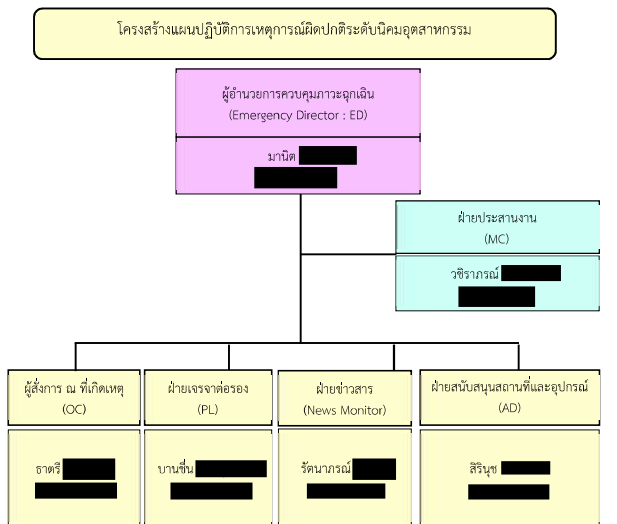 โครงสร้างแผนปฏิบัติการเหตุการณ์ผิดปกติระดับนิคมอุตสาหกรรม
ผู้อำนวยการควบคุมภาวะฉุกเฉิน
(Emergency Director : ED)
มานิต
ฝ่ายประสานงาน
(MC)
วชิราภรณ์
ผู้สั่งการ ณ ที่เกิดเหตุ
(OC)
ธาตรี
ฝ่ายเจรจาต่อรอง
(PL)
บานชื่น
ฝ่ายข่าวสาร
(News Monitor)
รัตนาภรณ์
ฝ่ายสนับสนุนสถานที่และอุปกรณ์
(AD)
สิรินุช